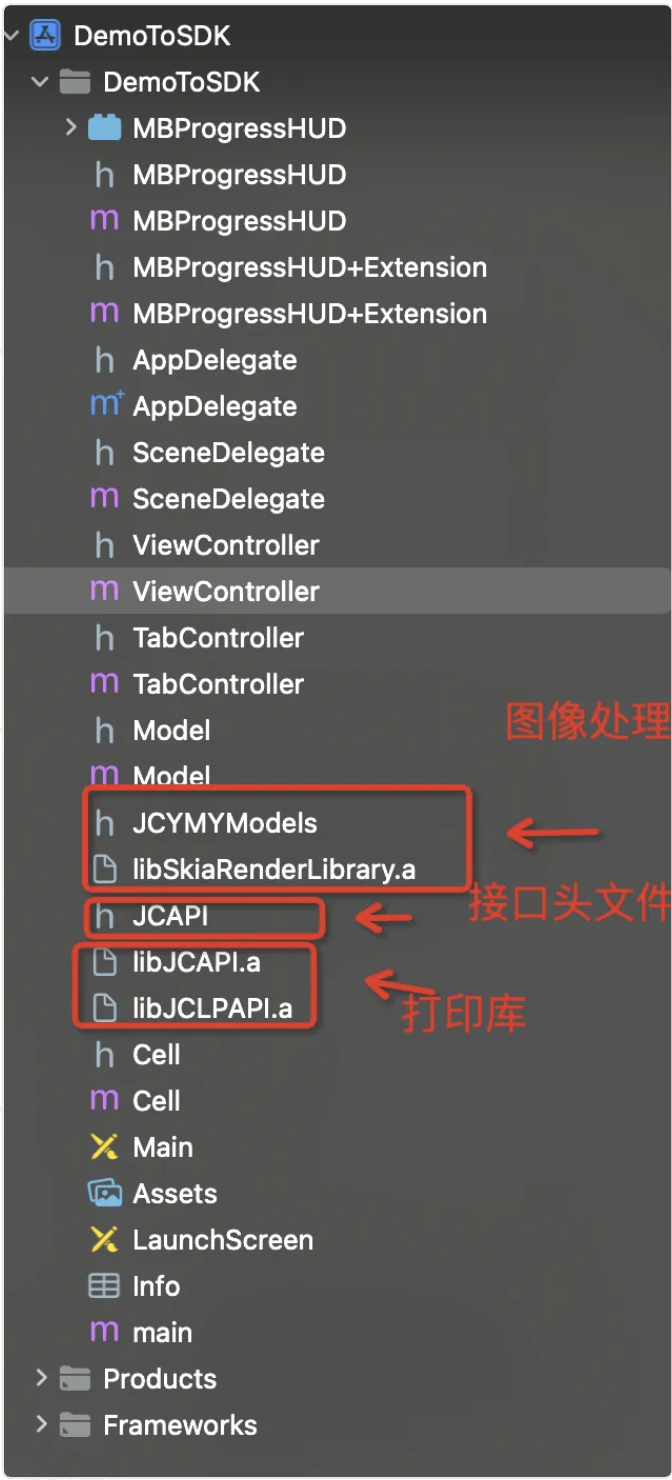 DemoToSDK
DemoToSDK
MBProgressHUD
h MBProgressHUD
m MBProgressHUD
h MBProgressHUD+Extension
m MBProgressHUD+Extension
h AppDelegate
m+ AppDelegate
h SceneDelegate
m SceneDelegate
h ViewController
m ViewController
h TabController
m TabController
h Model
图像处理
m Model
h JCYMYModels
libSkiaRenderLibrary.a
h JCAPI
接口头文件
libJCAPI.a
libJCLPAPI.a
打印库
h Cell
m Cell
Main
Assets
LaunchScreen
Info
m main
Products
Frameworks